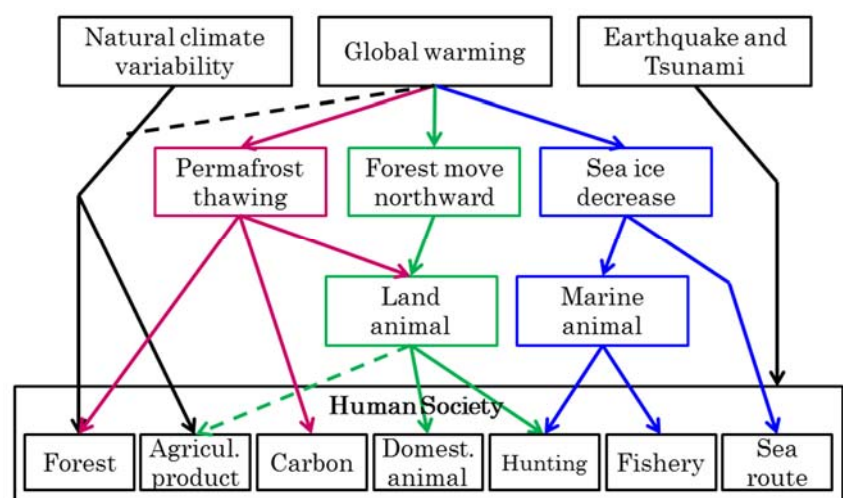 Natural climate
variability
Global warming
Earthquake and
Tsunami
Permafrost
thawing
Forest move
northward
Sea ice
decrease
Land
animal
Marine
animal
Human Society
Forest
Agricul.
product
Carbon
Domest.
animal
Hunting
Fishery
Sea
route